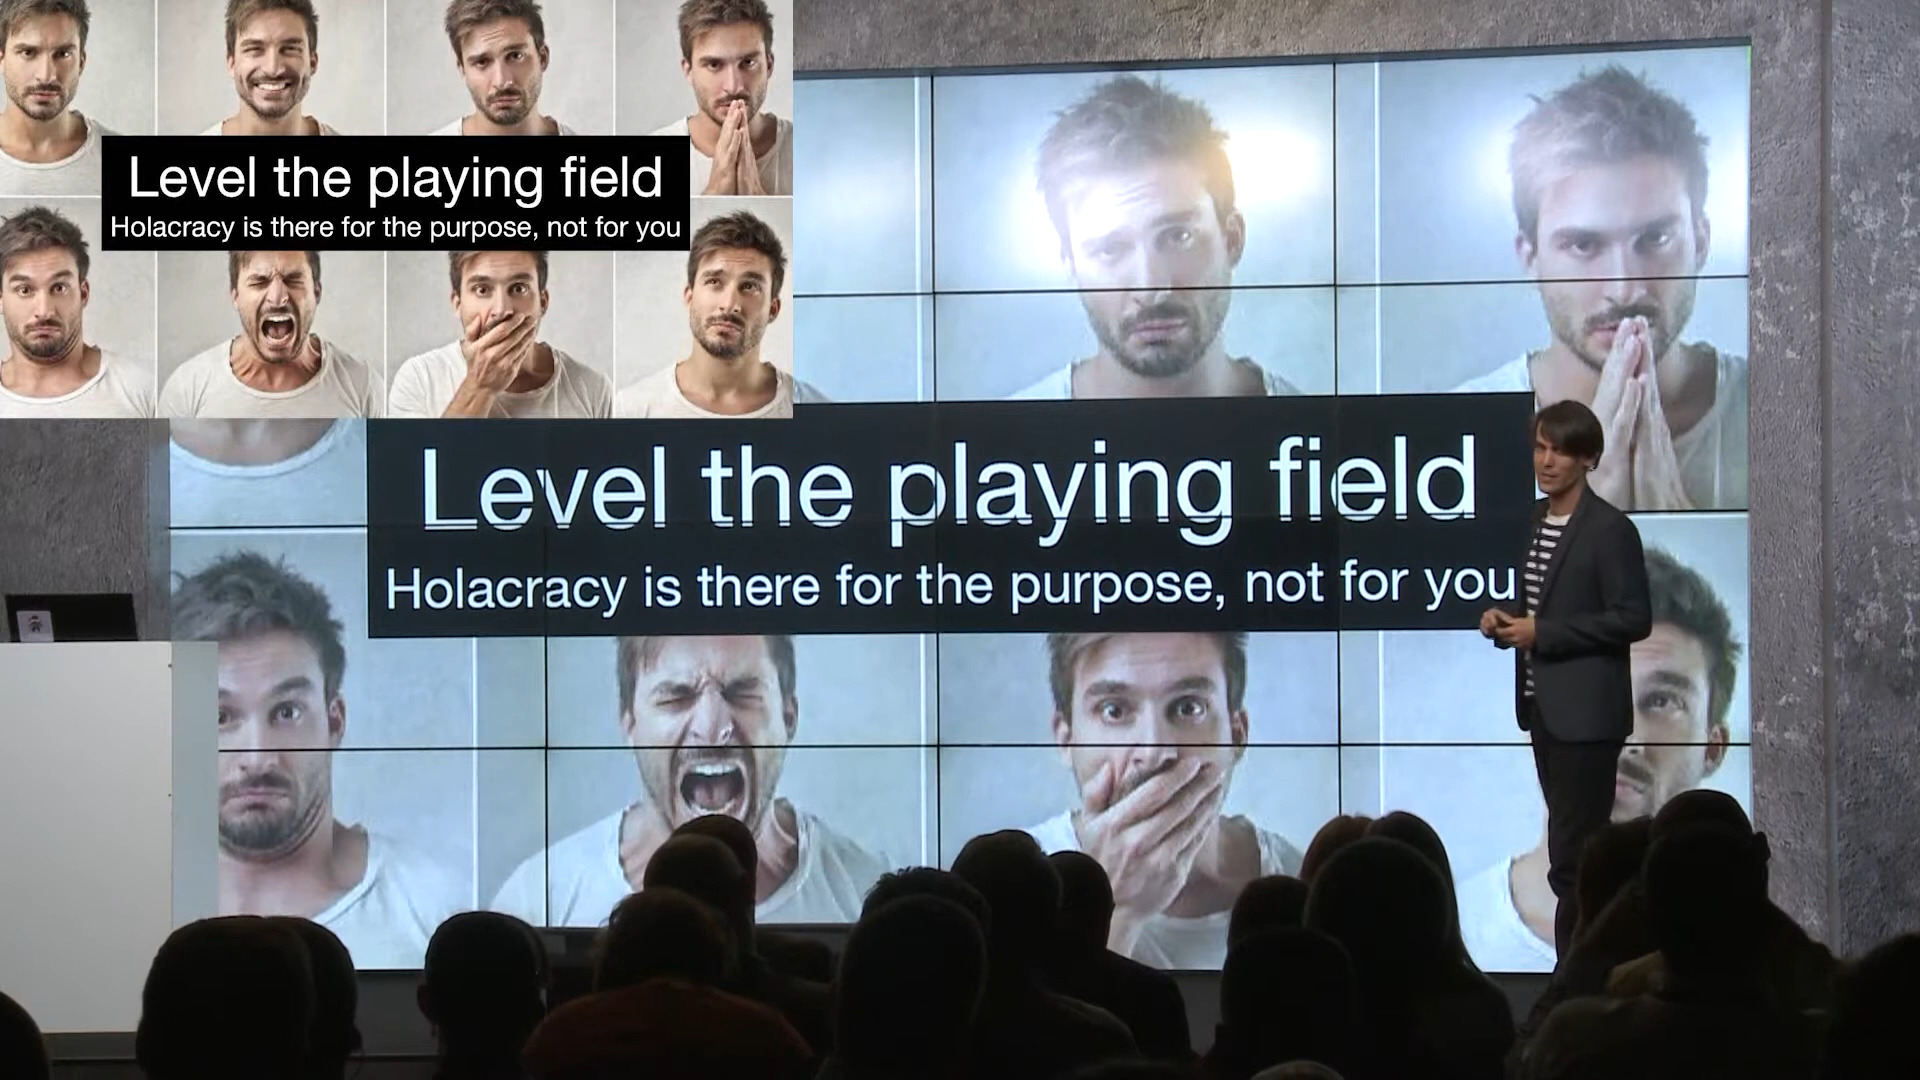 Level the playing field
Holacracy is there for the purpose, not for you
Level the playing field
Holacracy is there for the purpose, not for you